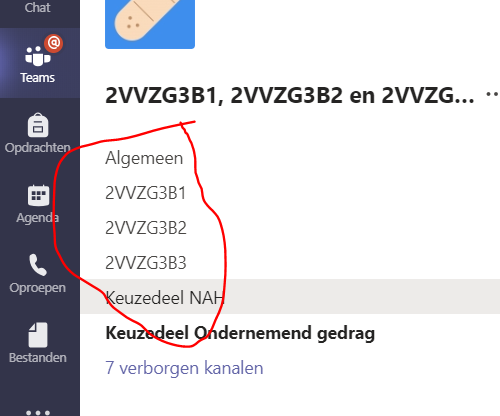 Chat
@
Teams
Opdrachten
Agenda
Oproepen
Bestanden
2VVZG3B1, 2VVZG3B2 en 2VVZG...
Algemeen
2VVZG3B1
2VVZG3B2
2VVZG3B3
Keuzedeel NAH
Keuzedeel Ondernemend gedrag
7 verborgen kanalen